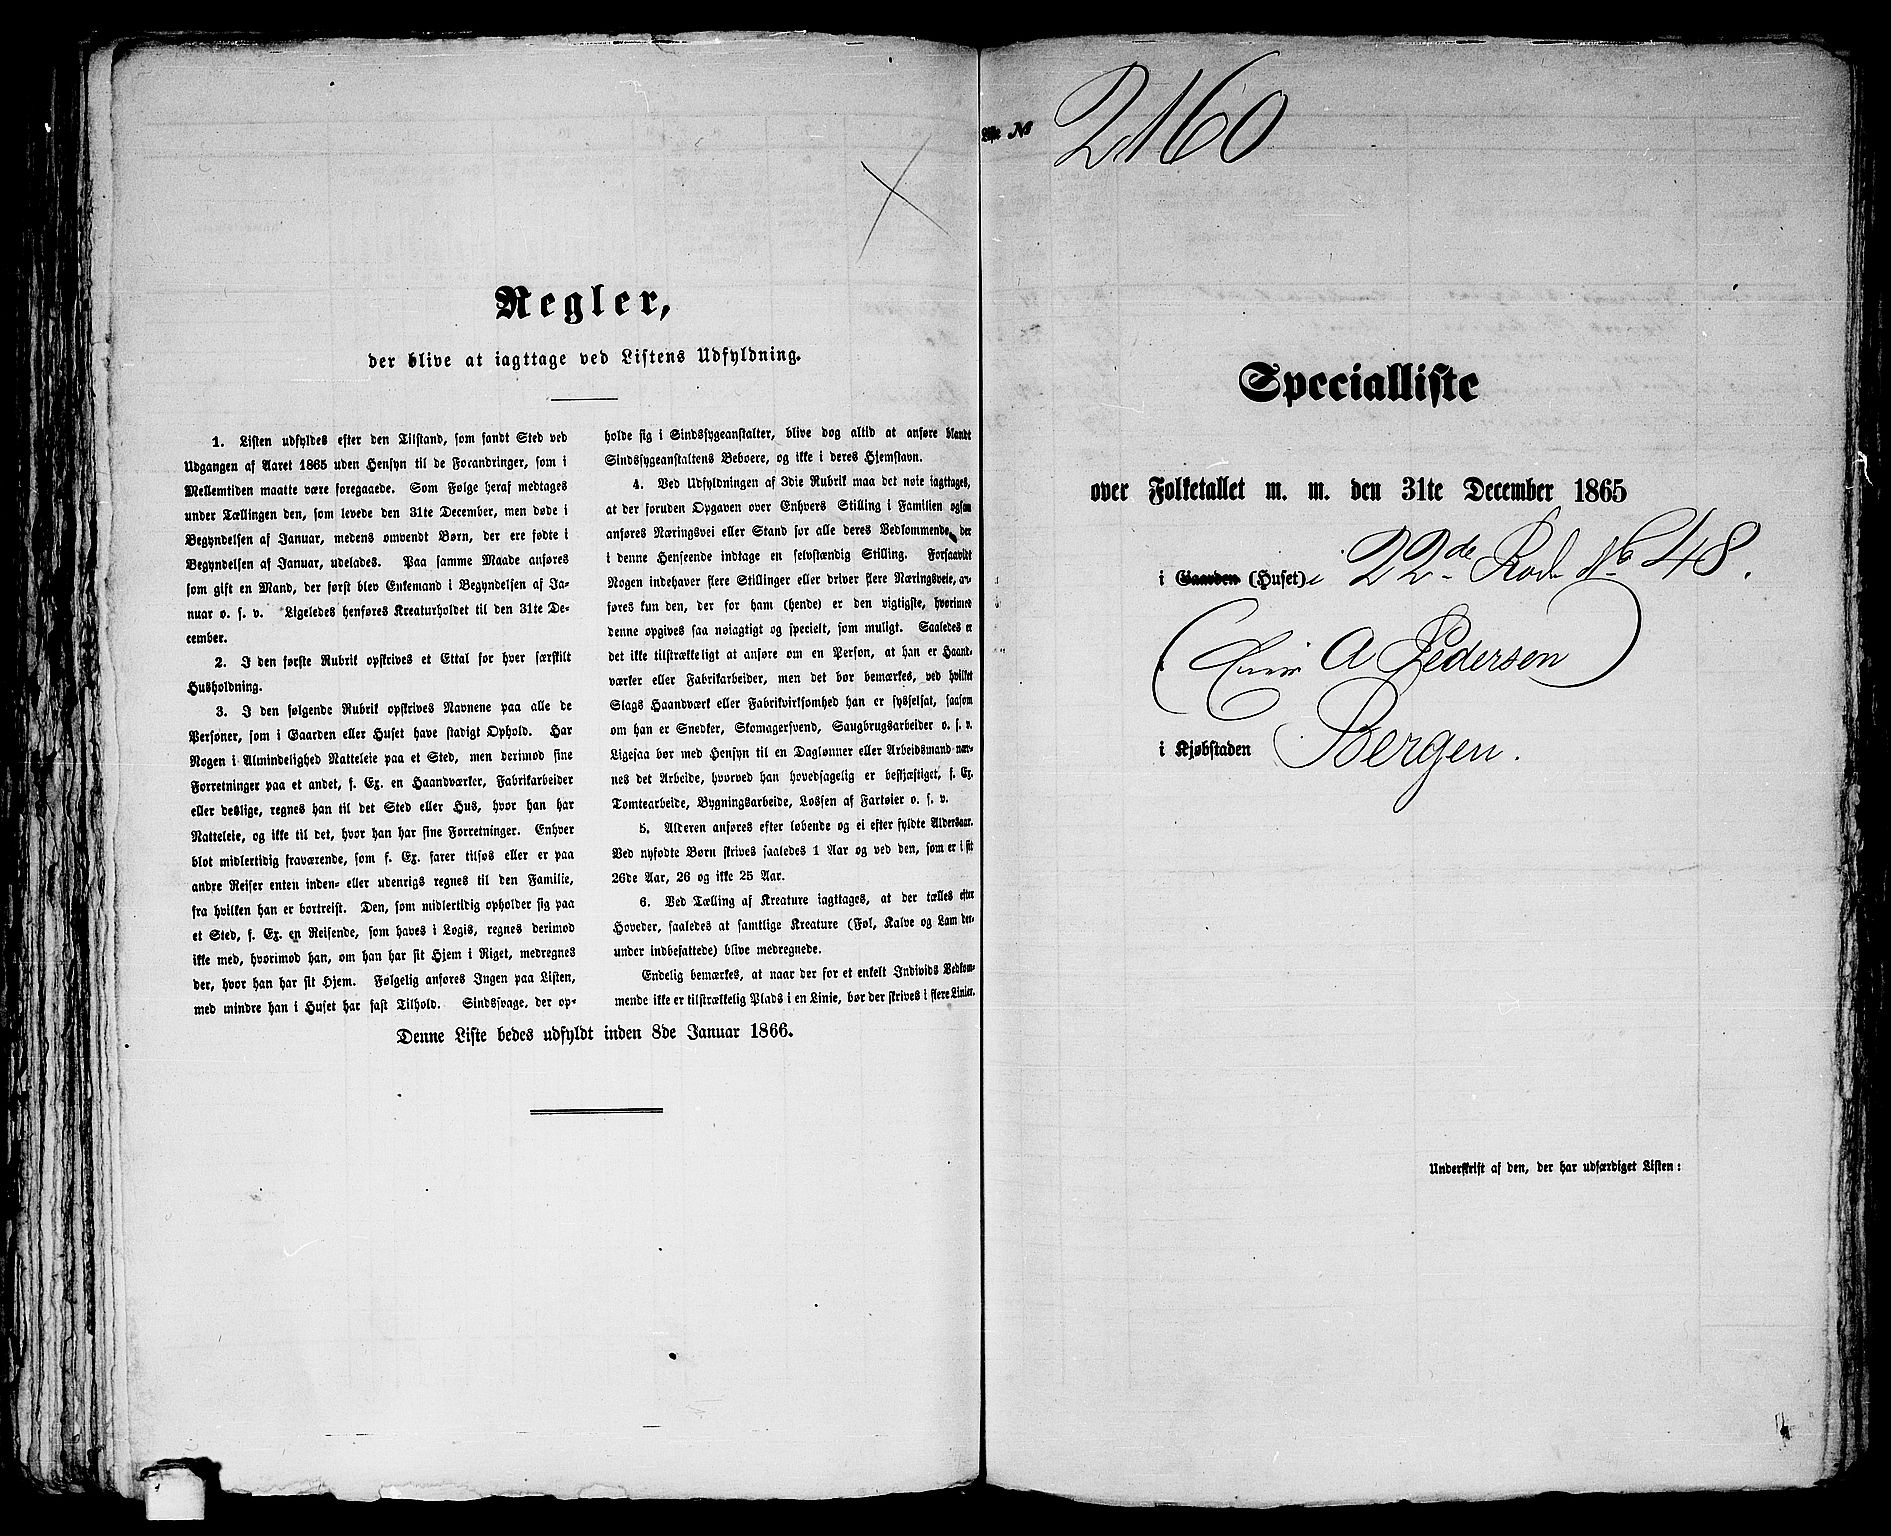 Regler,
der blive at iagttage ved Listens Udfyldning.
1. Listen udfyldes efter den Tilstand, som fandt Sted ved
Udgangen af Aaret 1865 uden Hensyn til de Forandringer, som i
Mellemtiden maatte være foregaaede. Som Følge heraf medtages
under Tællingen den, som levede den 31te December, men døde i
Begyndelsen af Januar, medens omvendt Børn, der ere fødte i
Begyndelsen af Januar, udelades. Paa samme Maade anføres
som gift en Mand, der først blev Enkemand i Begyndelsen af Ja-
nuar o. s. v. Ligeledes henføres Kreaturholdet til den 31te De-
cember.
2. I den første Rubrik opskrives et Ettal for hver særskilt
Husholdning.
3. I den følgende Rubrik opskrives Navnene paa alle de
Personer, som i Gaarden eller Huset have stadigt Ophold. Har
Nogen i Almindelighed Natteleie paa et Sted, men derimod sine
Forretninger paa et andet, f. Ex. en Haandværker, Fabrikarbeider
eller deslige, regnes han til det Sted eller Hus, hvor han har
Natteleie, og ikke til det, hvor han har sine Forretninger. Enhver
blot midlertidig fraværende, som f. Ex. farer tilsøs eller er paa
andre Reiser enten inden- eller udenrigs regnes til den Familie,
fra hvilken han er bortreist. Den, som midlertidig opholder sig paa
et Sted, f. Ex. en Reisende, som haves i Logis, regnes derimod
ikke med, hvorimod han, om han har sit Hjem i Riget, medregnes
der, hvor han har sit Hjem. Følgelig anføres Ingen paa Listen,
med mindre han i Huset har fast Tilhold. Sindssvage, der op-
holde sig i Sindssygeanstalter, blive dog altid at anføre blandt
Sindssygeanstaltens Beboere, og ikke i deres Hjemstavn.
4. Ved Udfyldningen af 3die Rubrik maa det nøie iagttages,
at der foruden Opgaven over Enhvers Stilling i Familien ogsaa
anføres Næringsvei eller Stand for alle deres Vedkommende, der
i denne Henseende indtage en selvstændig Stilling. Forsaavidt
Nogen indehaver flere Stillinger eller driver flere Næringsveie, an-
føres kun den, der for ham (hende) er den vigtigste, hvorimod
denne opgives saa nøiagtigt og specielt, som muligt. Saaledes er
det ikke tilstrækkeligt at anføre om en Person, at han er Haand-
værker eller Fabrikarbeider, men det bør bemærkes, ved hvilket
Slags Haandværk eller Fabrikvirksomhed han er sysselsat, saasom
om han er Snedker, Skomagersvend, Saugbrugsarbeider o. s. v.
Ligesaa bør med Hensyn til en Dagløner eller Arbeidsmand næv-
nes det Arbeide, hvorved han hovedsagelig er beskjæftiget, f. Ex.
Tomtearbeide, Bygningsarbeide, Lossen af Fartøier o. s. v.
5. Alderen anføres efter løbende og ei efter fyldte Aldersaar.
Ved nyfødte Børn skrives saaledes 1 Aar og ved den, som er i sit
26de Aar, 26 og ikke 25 Aar.
6. Ved Tælling af Kreature iagttages, at der tælles efter
Hoveder, saaledes at samtlige Kreature (Føl, Kalve og Lam der-
under indbefattede) blive medregnede.
Endelig bemærkes, at naar der for et enkelt Individs Vedkom-
mende ikke er tilstrækkelig Plads i en Linie, bør der skrives i flere Linier.
Denne Liste bedes udfyldt inden 8de Januar 1866.
Liste № 2160
Specialliste
over Folketallet m. m. den 31te December 1865
i Gaarden (Huset) i 22de Rode No 48.
A Pedersen
i Kjøbstaden Bergen.
Underskrift af den, der har udfærdiget Listen: